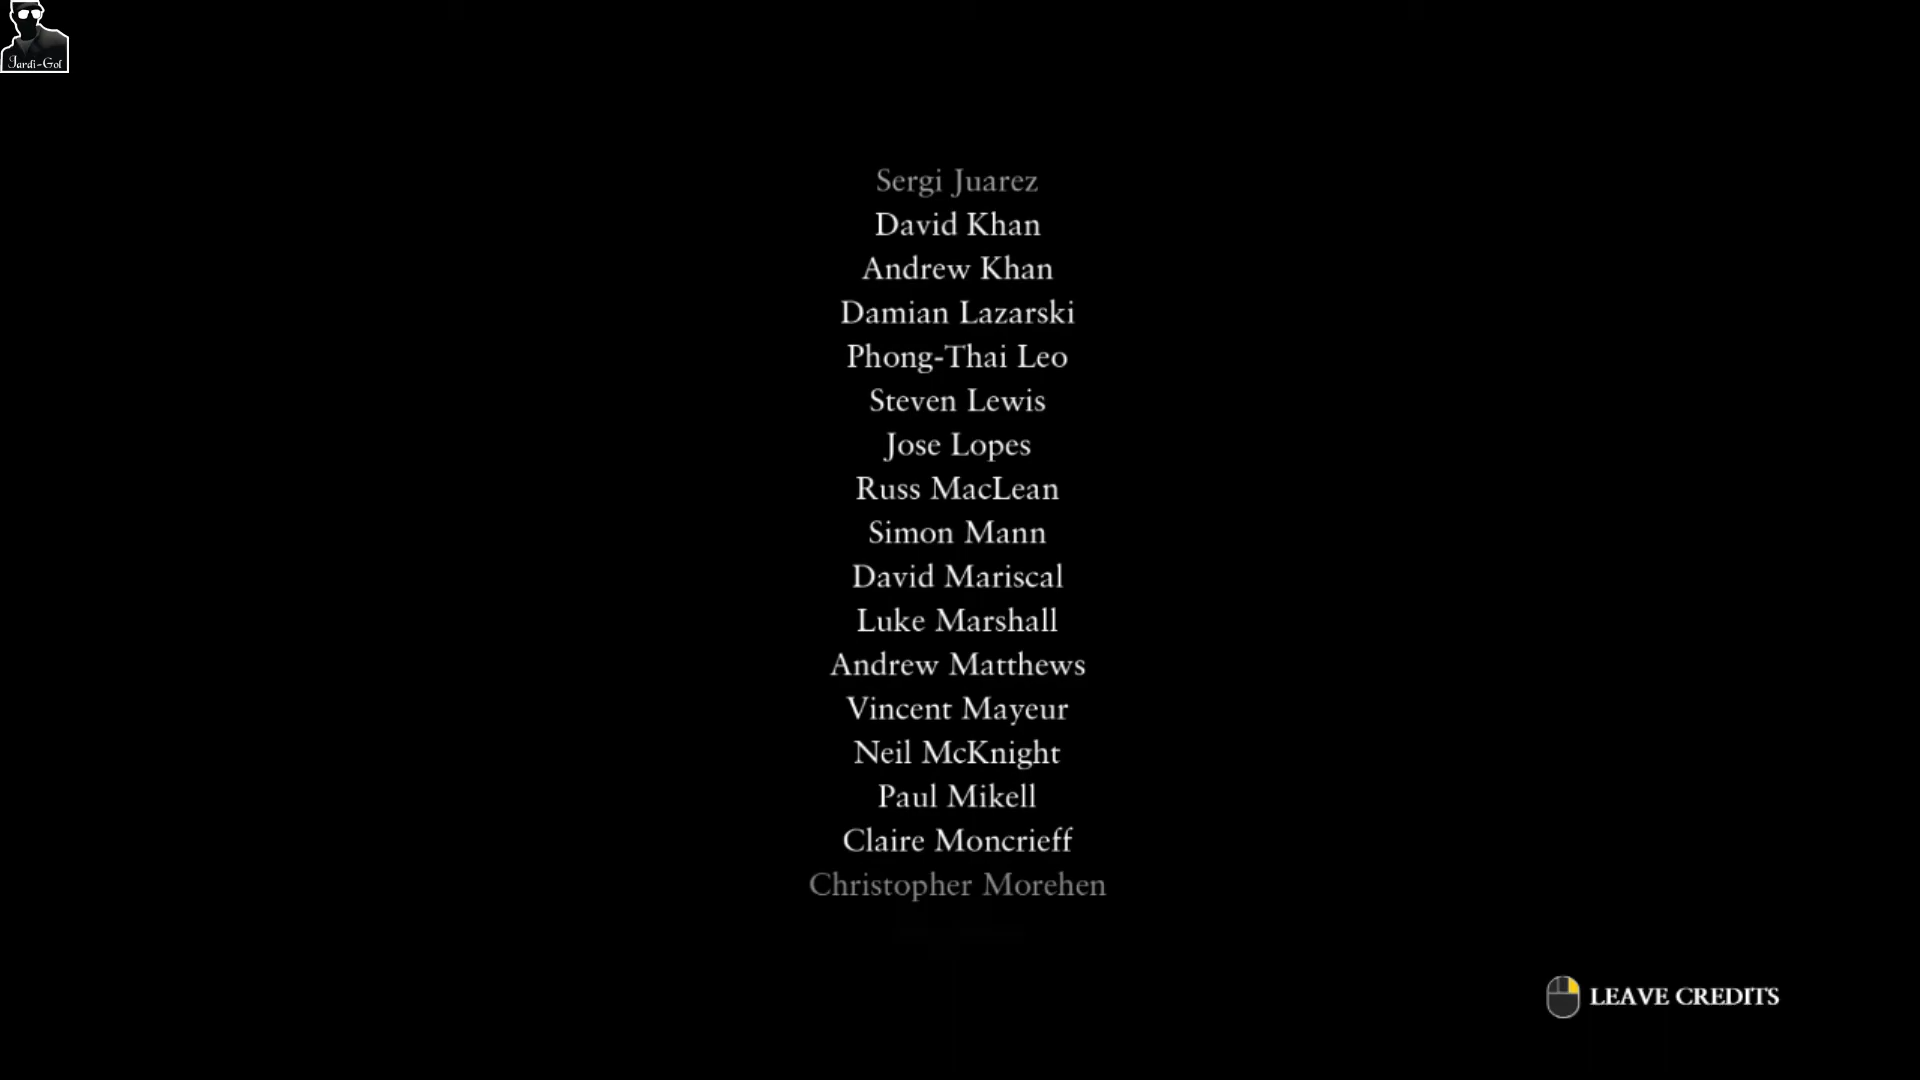 Jardi-Gol
Sergi Juarez
David Khan
Andrew Khan
Damian Lazarski
Phong-Thai Leo
Steven Lewis
Jose Lopes
Russ MacLean
Simon Mann
David Mariscal
Luke Marshall
Andrew Matthews
Vincent Mayeur
Neil McKnight
Paul Mikell
Claire Moncrieff
Christopher Morehen
LEAVE CREDITS